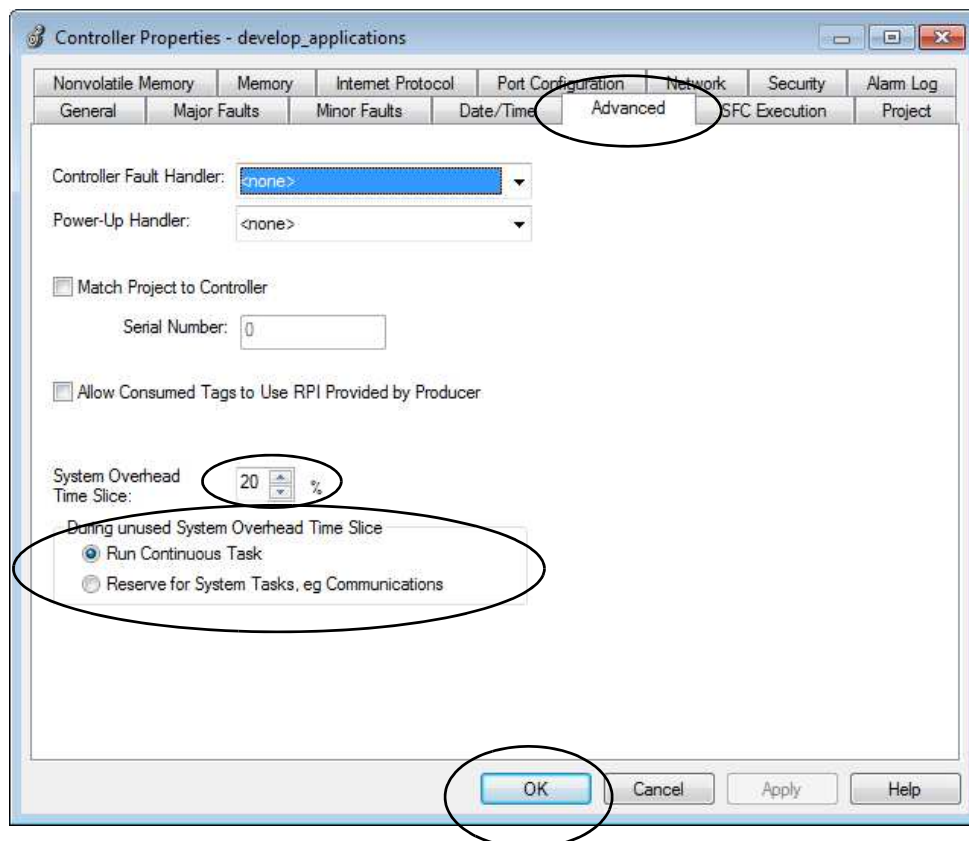 Controller Properties - develop_applications
Nonvolatile Memory Memory Internet Protocol Port Configuration Network Security Alarm Log
General Major Faults Minor Faults Date/Time Advanced SFC Execution Project
Controller Fault Handler: <none>
Power-Up Handler: <none>
Match Project to Controller
Serial Number: 0
Allow Consumed Tags to Use RPI Provided by Producer
System Overhead
Time Slice: 20 %
During unused System Overhead Time Slice
Run Continuous Task
Reserve for System Tasks, eg Communications
OK Cancel Apply Help